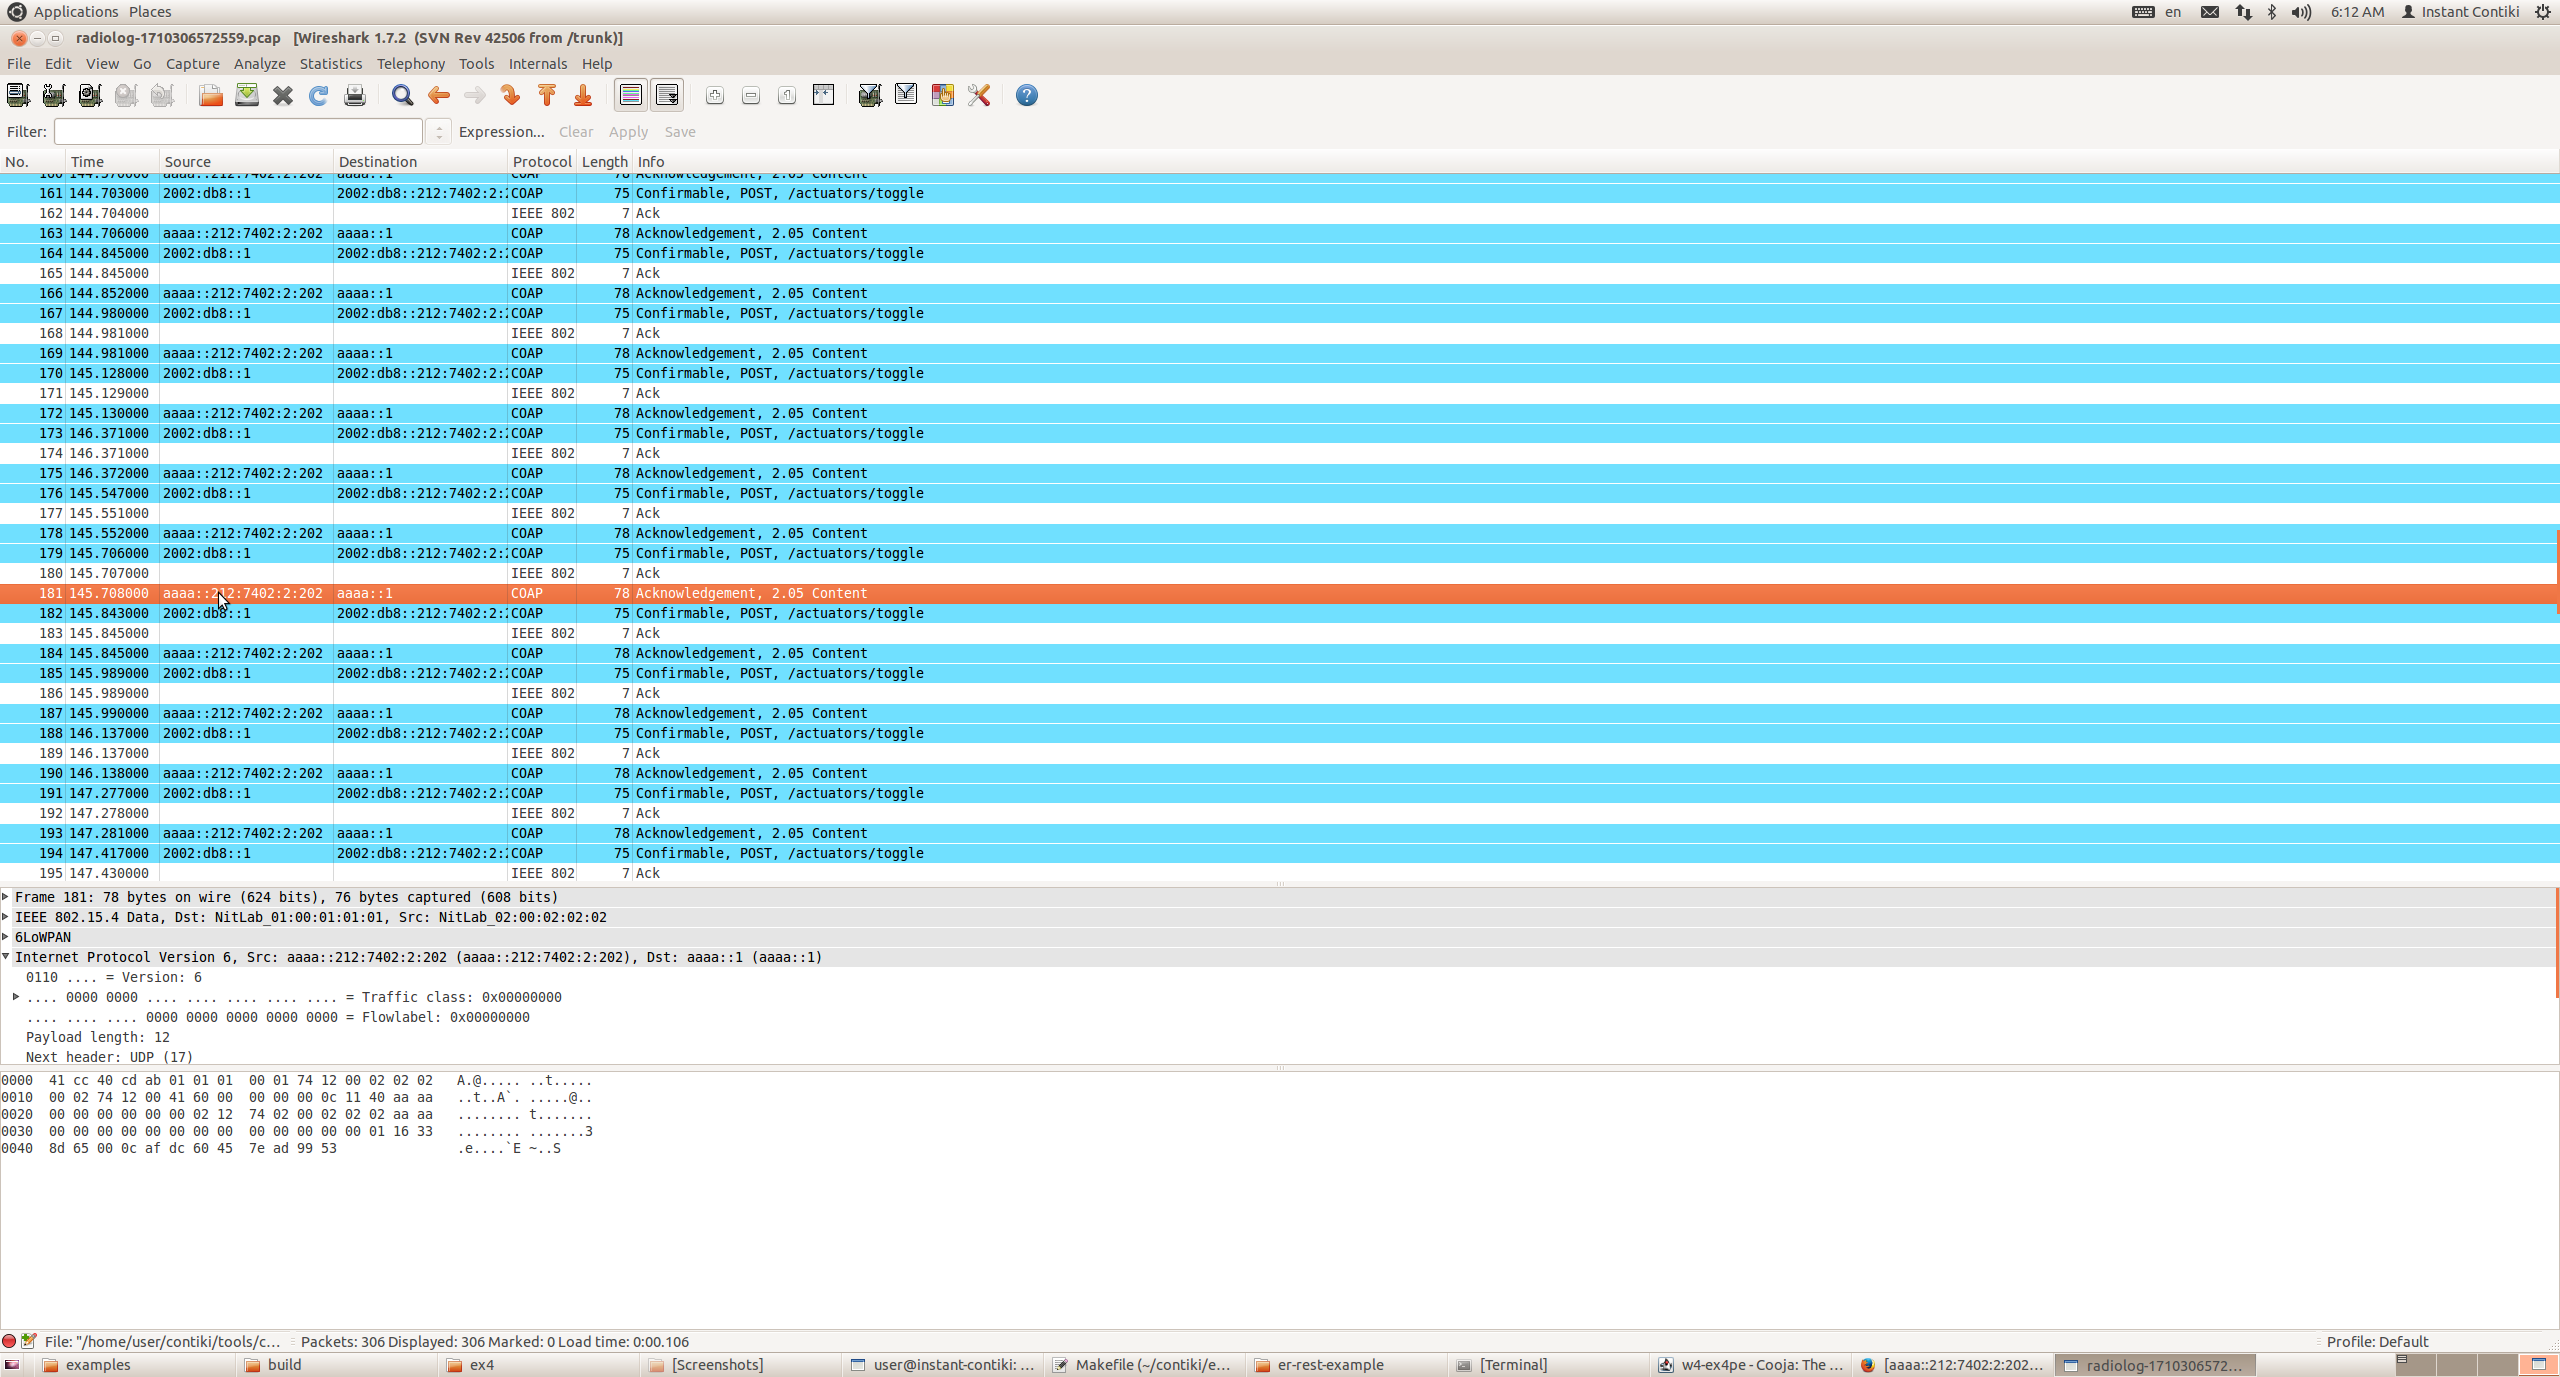 Applications Places en 6:12 AM Instant Contiki
radiolog-1710306572559.pcap [Wireshark 1.7.2 (SVN Rev 42506 from /trunk)]
File Edit View Go Capture Analyze Statistics Telephony Tools Internals Help
Filter: Expression... Clear Apply Save
No. Time Source Destination Protocol Length Info
161 144.703000 2002:db8::1 2002:db8::212:7402:2: COAP 75 Confirmable, POST, /actuators/toggle
162 144.704000 IEEE 802 7 Ack
163 144.706000 aaaa::212:7402:2:202 aaaa::1 COAP 78 Acknowledgement, 2.05 Content
164 144.845000 2002:db8::1 2002:db8::212:7402:2: COAP 75 Confirmable, POST, /actuators/toggle
165 144.845000 IEEE 802 7 Ack
166 144.852000 aaaa::212:7402:2:202 aaaa::1 COAP 78 Acknowledgement, 2.05 Content
167 144.980000 2002:db8::1 2002:db8::212:7402:2: COAP 75 Confirmable, POST, /actuators/toggle
168 144.981000 IEEE 802 7 Ack
169 144.981000 aaaa::212:7402:2:202 aaaa::1 COAP 78 Acknowledgement, 2.05 Content
170 145.128000 2002:db8::1 2002:db8::212:7402:2: COAP 75 Confirmable, POST, /actuators/toggle
171 145.129000 IEEE 802 7 Ack
172 145.130000 aaaa::212:7402:2:202 aaaa::1 COAP 78 Acknowledgement, 2.05 Content
173 146.371000 2002:db8::1 2002:db8::212:7402:2: COAP 75 Confirmable, POST, /actuators/toggle
174 146.371000 IEEE 802 7 Ack
175 146.372000 aaaa::212:7402:2:202 aaaa::1 COAP 78 Acknowledgement, 2.05 Content
176 145.547000 2002:db8::1 2002:db8::212:7402:2: COAP 75 Confirmable, POST, /actuators/toggle
177 145.551000 IEEE 802 7 Ack
178 145.552000 aaaa::212:7402:2:202 aaaa::1 COAP 78 Acknowledgement, 2.05 Content
179 145.706000 2002:db8::1 2002:db8::212:7402:2: COAP 75 Confirmable, POST, /actuators/toggle
180 145.707000 IEEE 802 7 Ack
181 145.708000 aaaa::212:7402:2:202 aaaa::1 COAP 78 Acknowledgement, 2.05 Content
182 145.843000 2002:db8::1 2002:db8::212:7402:2: COAP 75 Confirmable, POST, /actuators/toggle
183 145.845000 IEEE 802 7 Ack
184 145.845000 aaaa::212:7402:2:202 aaaa::1 COAP 78 Acknowledgement, 2.05 Content
185 145.989000 2002:db8::1 2002:db8::212:7402:2: COAP 75 Confirmable, POST, /actuators/toggle
186 145.989000 IEEE 802 7 Ack
187 145.990000 aaaa::212:7402:2:202 aaaa::1 COAP 78 Acknowledgement, 2.05 Content
188 146.137000 2002:db8::1 2002:db8::212:7402:2: COAP 75 Confirmable, POST, /actuators/toggle
189 146.137000 IEEE 802 7 Ack
190 146.138000 aaaa::212:7402:2:202 aaaa::1 COAP 78 Acknowledgement, 2.05 Content
191 147.277000 2002:db8::1 2002:db8::212:7402:2: COAP 75 Confirmable, POST, /actuators/toggle
192 147.278000 IEEE 802 7 Ack
193 147.281000 aaaa::212:7402:2:202 aaaa::1 COAP 78 Acknowledgement, 2.05 Content
194 147.417000 2002:db8::1 2002:db8::212:7402:2: COAP 75 Confirmable, POST, /actuators/toggle
195 147.430000 IEEE 802 7 Ack
Frame 181: 78 bytes on wire (624 bits), 76 bytes captured (608 bits)
IEEE 802.15.4 Data, Dst: NitLab_01:00:01:01:01, Src: NitLab_02:00:02:02:02
6LoWPAN
Internet Protocol Version 6, Src: aaaa::212:7402:2:202 (aaaa::212:7402:2:202), Dst: aaaa::1 (aaaa::1)
0110 .... = Version: 6
.... 0000 0000 .... .... .... .... .... = Traffic class: 0x00000000
.... .... .... 0000 0000 0000 0000 0000 = Flowlabel: 0x00000000
Payload length: 12
Next header: UDP (17)
0000 41 cc 40 cd ab 01 01 01 00 01 74 12 00 02 02 02 A.@..... ..t.....
0010 00 02 74 12 00 41 60 00 00 00 00 0c 11 40 aa aa ..t..A`. .....@..
0020 00 00 00 00 00 00 02 12 74 02 00 02 02 02 aa aa ........ t.......
0030 00 00 00 00 00 00 00 00 00 00 00 00 00 01 16 33 ........ .......3
0040 8d 65 00 0c af dc 60 45 7e ad 99 53 .e....`E ~..S
File: "/home/user/contiki/tools/c... Packets: 306 Displayed: 306 Marked: 0 Load time: 0:00.106 Profile: Default
examples build ex4 [Screenshots] user@instant-contiki: ... Makefile (~/contiki/e... er-rest-example [Terminal] w4-ex4pe - Cooja: The ... [aaaa::212:7402:2:202... radiolog-1710306572...